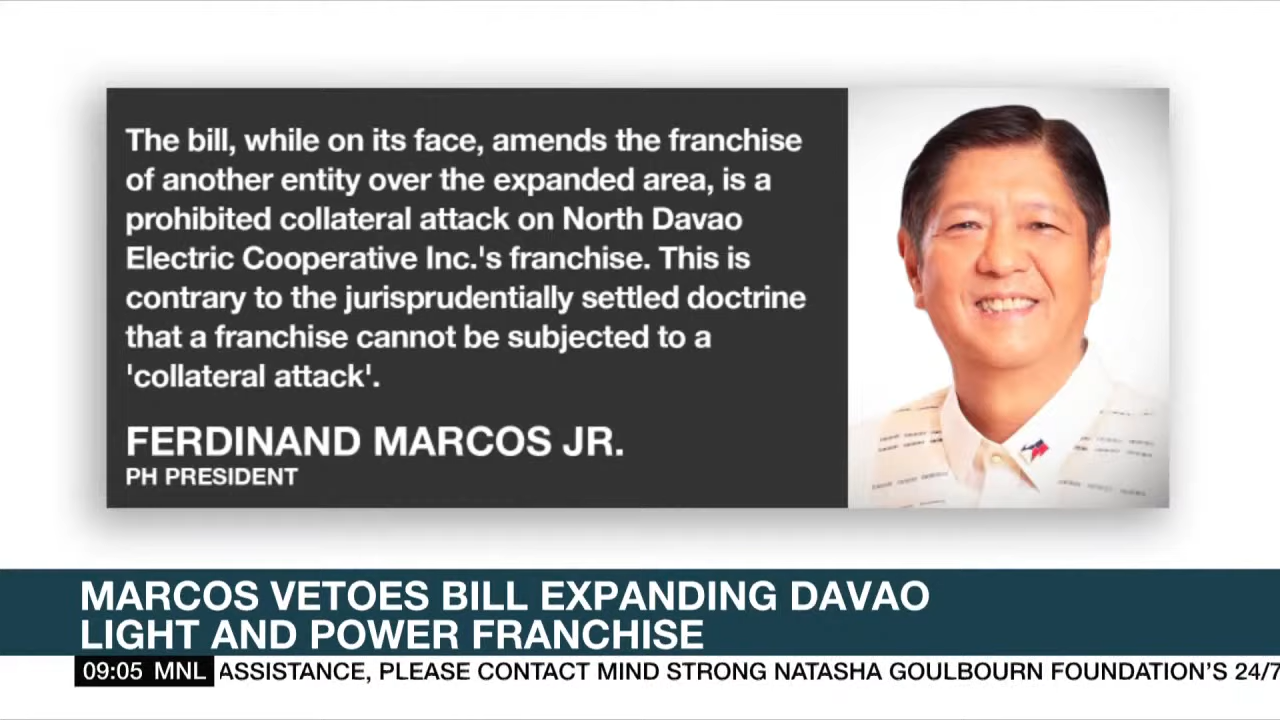 The bill, while on its face, amends the franchise
of another entity over the expanded area, is a
prohibited collateral attack on North Davao
Electric Cooperative Inc.'s franchise. This is
contrary to the jurisprudentially settled doctrine
that a franchise cannot be subjected to a
'collateral attack'.
FERDINAND MARCOS JR.
PH PRESIDENT
MARCOS VETOES BILL EXPANDING DAVAO
LIGHT AND POWER FRANCHISE
09:05 MNL ASSISTANCE, PLEASE CONTACT MIND STRONG NATASHA GOULBOURN FOUNDATION'S 24/7